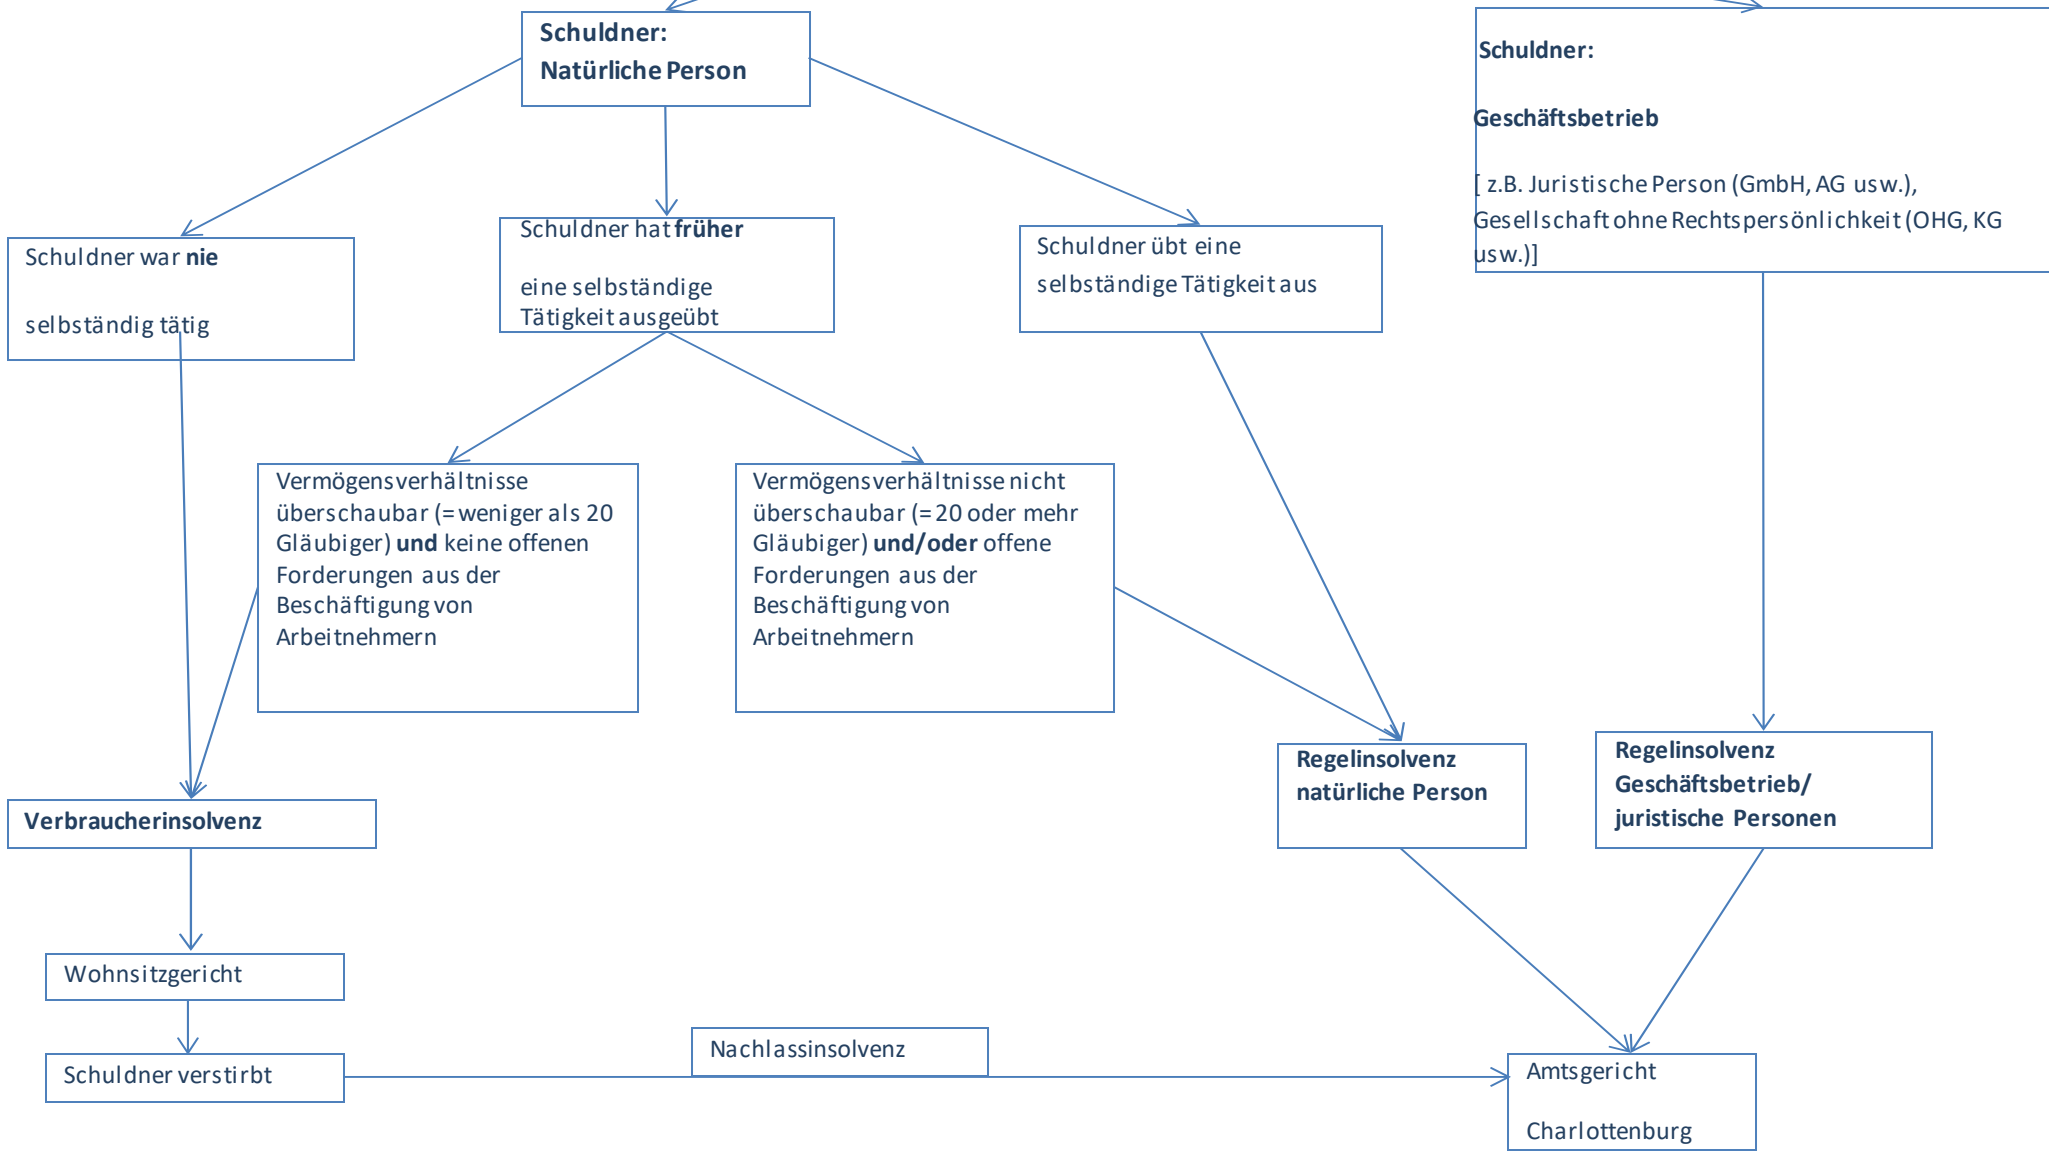 Schuldner:
Natürliche Person
Schuldner:
Geschäftsbetrieb
[ z.B. Juristische Person (GmbH, AG usw.),
Gesellschaft ohne Rechtspersönlichkeit (OHG, KG
usw.)]
Schuldner war nie
selbständig tätig
Schuldner hat früher
eine selbständige
Tätigkeit ausgeübt
Schuldner übt eine
selbständige Tätigkeit aus
Vermögensverhältnisse
überschaubar (= weniger als 20
Gläubiger) und keine offenen
Forderungen aus der
Beschäftigung von
Arbeitnehmern
Vermögensverhältnisse nicht
überschaubar (= 20 oder mehr
Gläubiger) und/oder offene
Forderungen aus der
Beschäftigung von
Arbeitnehmern
Verbraucherinsolvenz
Regelinsolvenz
natürliche Person
Regelinsolvenz
Geschäftsbetrieb/
juristische Personen
Wohnsitzgericht
Schuldner verstirbt
Nachlassinsolvenz
Amtsgericht
Charlottenburg